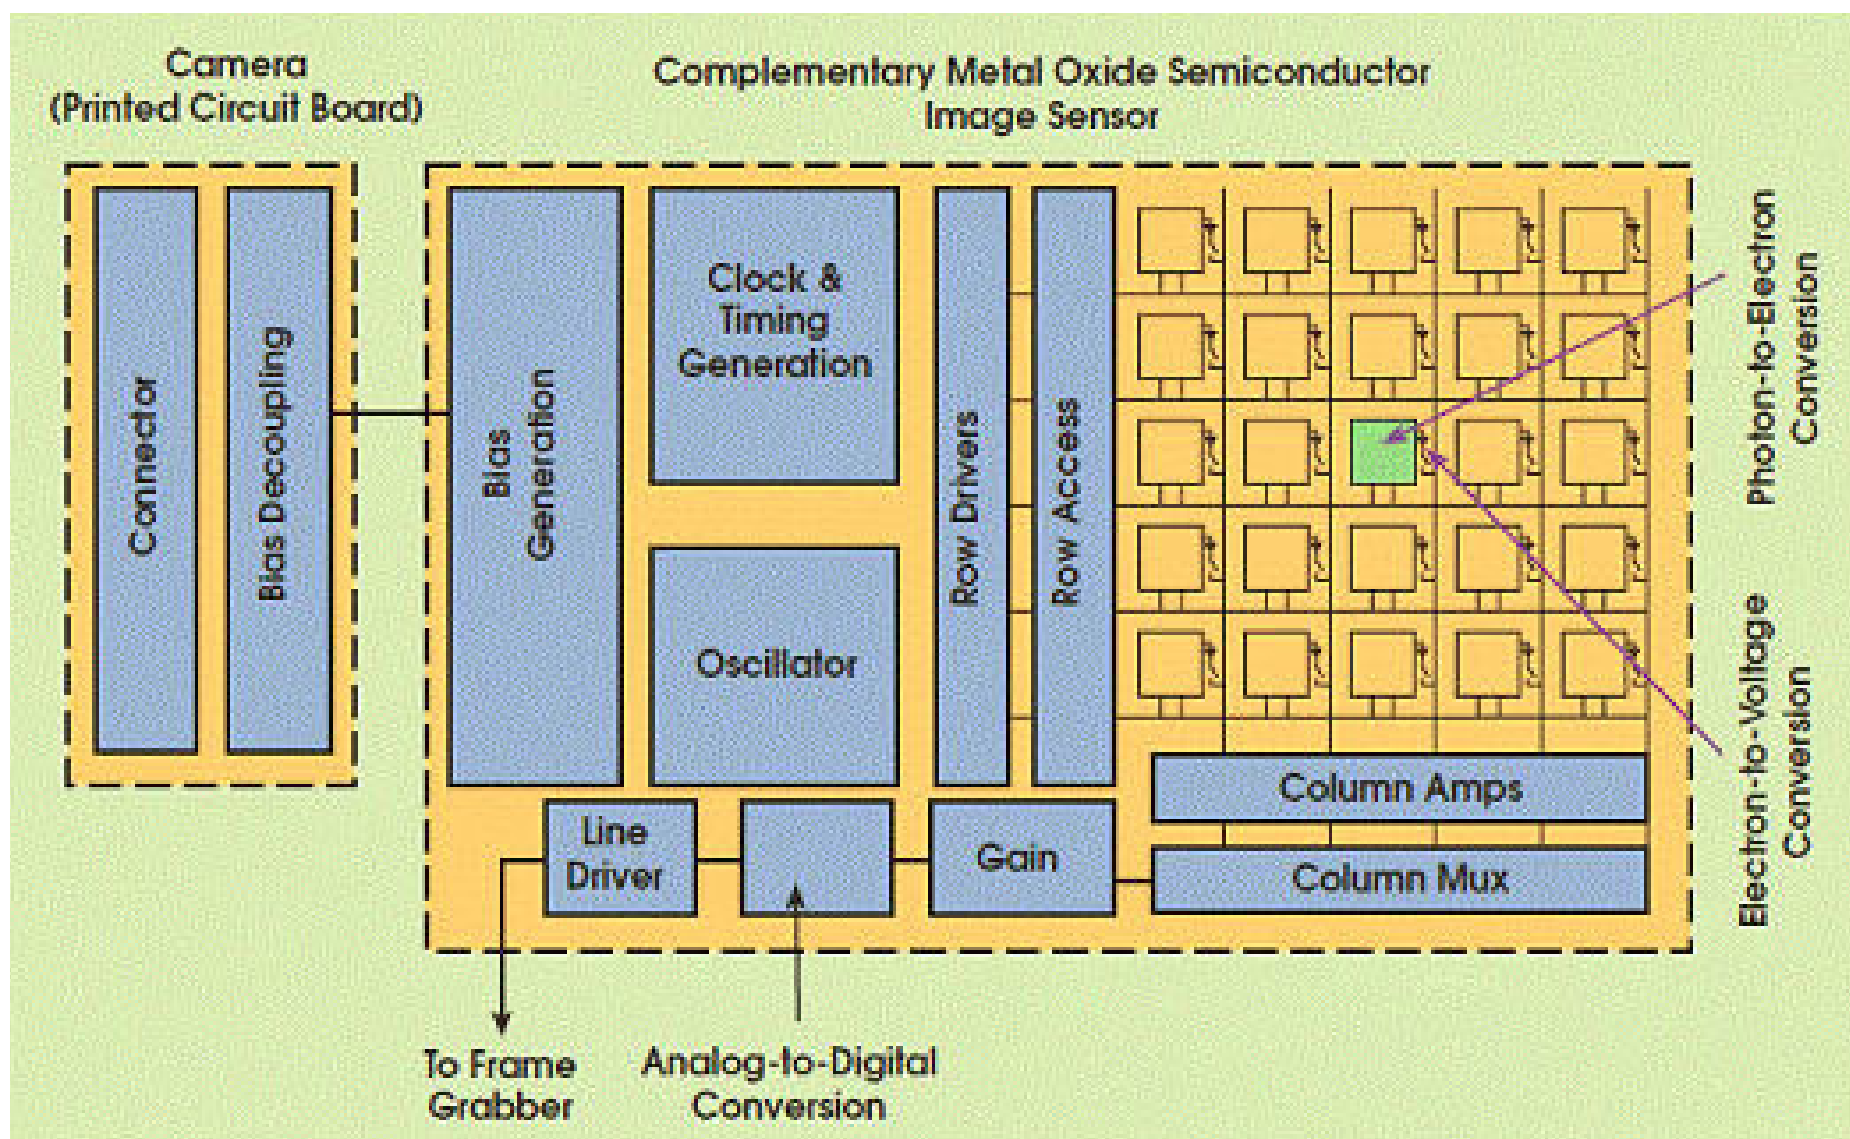 Camera
(Printed Circuit Board)
Complementary Metal Oxide Semiconductor
Image Sensor
Connector
Bias Decoupling
Bias
Generation
Clock &
Timing
Generation
Oscillator
Row Drivers
Row Access
Photon-to-Electron
Conversion
Electron-to-Voltage
Conversion
Column Amps
Column Mux
Gain
Line
Driver
To Frame
Grabber
Analog-to-Digital
Conversion